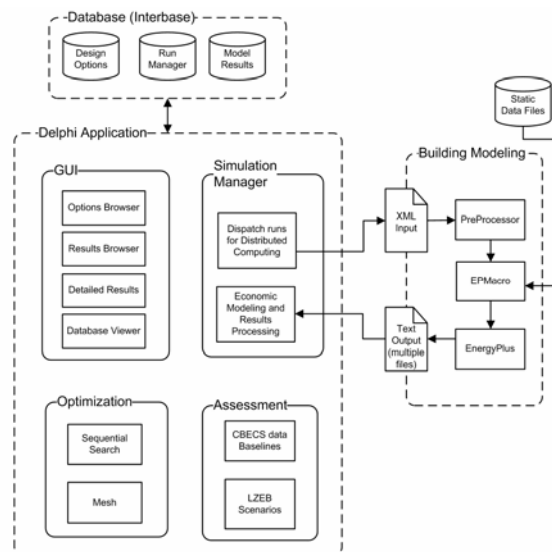 Database (Interbase)
Design
Options
Run
Manager
Model
Results
Static
Data Files
Delphi Application
Building Modeling
GUI
Options Browser
Results Browser
Detailed Results
Database Viewer
Simulation
Manager
Dispatch runs
for Distributed
Computing
Economic
Modeling and
Results
Processing
XML
Input
PreProcessor
EPMacro
Text
Output
(multiple
files)
EnergyPlus
Optimization
Sequential
Search
Mesh
Assessment
CBECS data
Baselines
LZEB
Scenarios